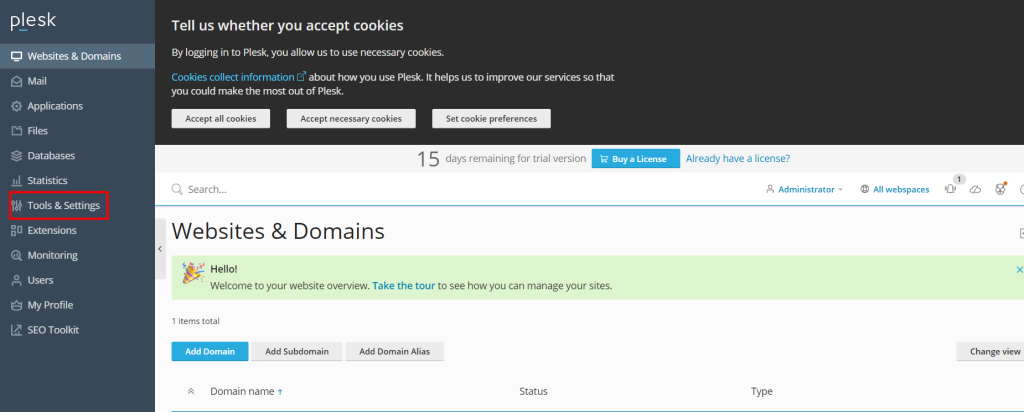 plesk
Websites & Domains
Mail
Applications
Files
Databases
Statistics
Tools & Settings
Extensions
Monitoring
Users
My Profile
SEO Toolkit
Tell us whether you accept cookies
By logging in to Plesk, you allow us to use necessary cookies.
Cookies collect information about how you use Plesk. It helps us to improve our services so that
you could make the most out of Plesk.
Accept all cookies Accept necessary cookies Set cookie preferences
15 days remaining for trial version Buy a License Already have a license?
Search... Administrator All webspaces 1
Websites & Domains
Hello!
Welcome to your website overview. Take the tour to see how you can manage your sites.
1 items total
Add Domain Add Subdomain Add Domain Alias Change view
Domain name ↑ Status Type